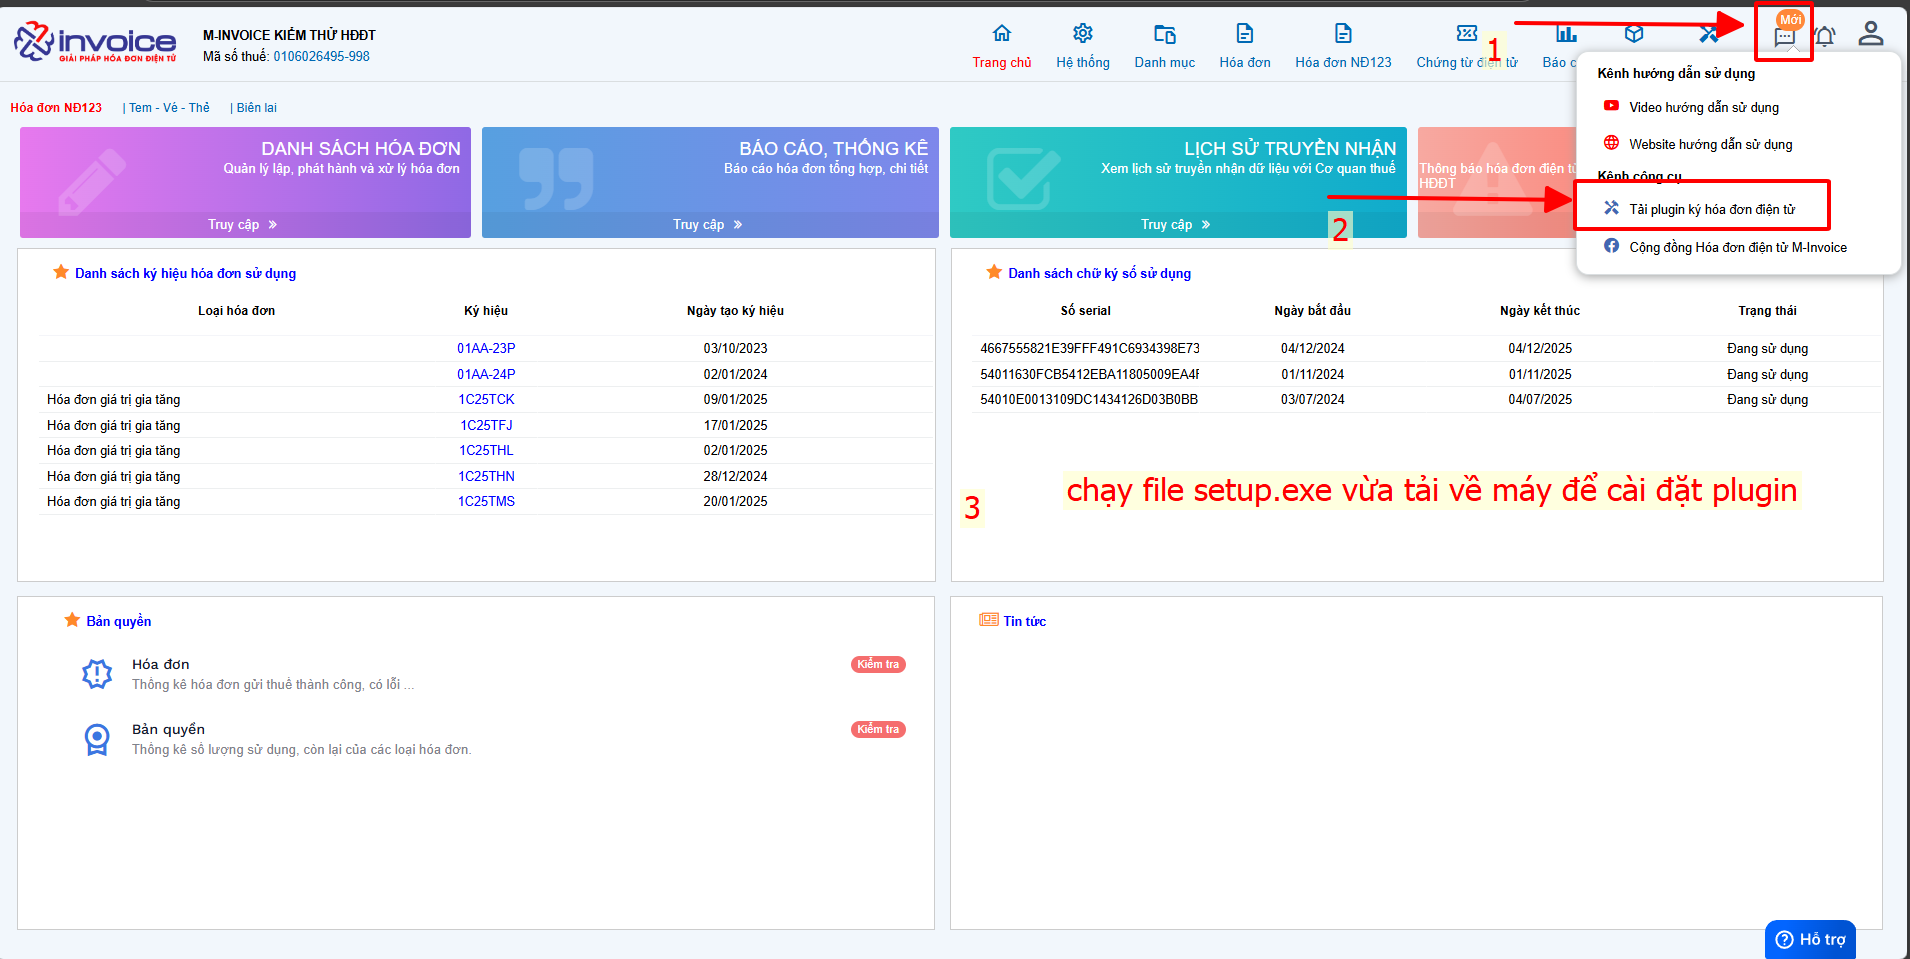 invoice
GIẢI PHÁP HÓA ĐƠN ĐIỆN TỬ
M-INVOICE KIỂM THỬ HĐĐT
Mã số thuế: 0106026495-998
Trang chủ
Hệ thống
Danh mục
Hóa đơn
Hóa đơn NĐ123
Chứng từ điện tử
Báo c
1
Mới
Kênh hướng dẫn sử dụng
Video hướng dẫn sử dụng
Website hướng dẫn sử dụng
Kênh công cụ
Tải plugin ký hóa đơn điện tử
Cộng đồng Hóa đơn điện tử M-Invoice
Hóa đơn NĐ123 | Tem - Vé - Thẻ | Biên lai
DANH SÁCH HÓA ĐƠN
Quản lý lập, phát hành và xử lý hóa đơn
Truy cập »
BÁO CÁO, THỐNG KÊ
Báo cáo hóa đơn tổng hợp, chi tiết
Truy cập »
LỊCH SỬ TRUYỀN NHẬN
Xem lịch sử truyền nhận dữ liệu với Cơ quan thuế
Truy cập »
Thông báo hóa đơn điện tử
HĐĐT
2
Danh sách ký hiệu hóa đơn sử dụng
Loại hóa đơn Ký hiệu Ngày tạo ký hiệu
01AA-23P 03/10/2023
01AA-24P 02/01/2024
Hóa đơn giá trị gia tăng 1C25TCK 09/01/2025
Hóa đơn giá trị gia tăng 1C25TFJ 17/01/2025
Hóa đơn giá trị gia tăng 1C25THL 02/01/2025
Hóa đơn giá trị gia tăng 1C25THN 28/12/2024
Hóa đơn giá trị gia tăng 1C25TMS 20/01/2025
Danh sách chữ ký số sử dụng
Số serial Ngày bắt đầu Ngày kết thúc Trạng thái
4667555821E39FFF491C6934398E73 04/12/2024 04/12/2025 Đang sử dụng
54011630FCB5412EBA11805009EA4F 01/11/2024 01/11/2025 Đang sử dụng
54010E0013109DC1434126D03B0BB 03/07/2024 04/07/2025 Đang sử dụng
3
chạy file setup.exe vừa tải về máy để cài đặt plugin
Bản quyền
Hóa đơn
Thống kê hóa đơn gửi thuế thành công, có lỗi ...
Kiểm tra
Bản quyền
Thống kê số lượng sử dụng, còn lại của các loại hóa đơn.
Kiểm tra
Tin tức
Hỗ trợ